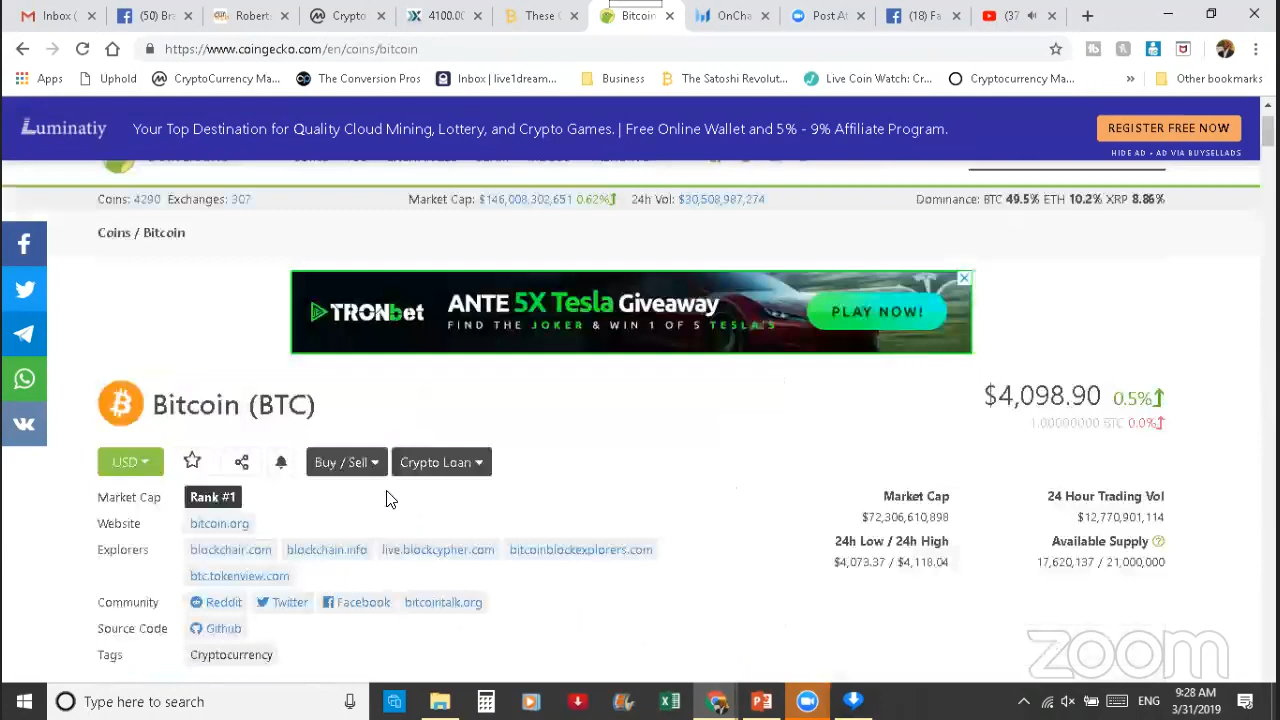 Inbox (
(50) Br
Robert
Crypto
4100.0
These
Bitcoin
OnCha
Post A
(18) Fa
(37
https://www.coingecko.com/en/coins/bitcoin
Apps
Uphold
CryptoCurrency Ma...
The Conversion Pros
Inbox | live1dream...
Business
The Satoshi Revolut...
Live Coin Watch: Cr...
Cryptocurrency Ma...
»
Other bookmarks
Luminatiy
Your Top Destination for Quality Cloud Mining, Lottery, and Crypto Games. | Free Online Wallet and 5% - 9% Affiliate Program.
REGISTER FREE NOW
HIDE AD • AD VIA BUYSELLADS
Coins: 4290 Exchanges: 307
Market Cap: $146,008,302,651 0.62%
24h Vol: $30,508,987,274
Dominance: BTC 49.5% ETH 10.2% XRP 8.86%
Coins / Bitcoin
TRONbet
ANTE 5X Tesla Giveaway
FIND THE JOKER & WIN 1 OF 5 TESLA'S
PLAY NOW!
Bitcoin (BTC)
$4,098.90 0.5%
1.00000000 BTC 0.0%
USD
Buy / Sell
Crypto Loan
Market Cap Rank #1
Website bitcoin.org
Explorers blockchair.com blockchain.info live.blockcypher.com bitcoinblockexplorers.com
btc.tokenview.com
Community Reddit Twitter Facebook bitcointalk.org
Source Code Github
Tags Cryptocurrency
Market Cap
$72,306,610,898
24 Hour Trading Vol
$12,770,901,114
24h Low / 24h High
$4,073.37 / $4,118.04
Available Supply
17,620,137 / 21,000,000
zoom
Type here to search
ENG
9:28 AM
3/31/2019